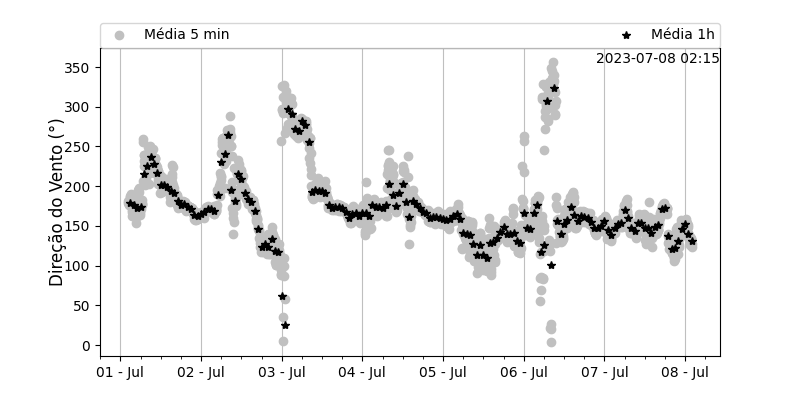 Média 5 min
Média 1h
2023-07-08 02:15
Direção do Vento (°)
350
300
250
200
150
100
50
0
01 - Jul
02 - Jul
03 - Jul
04 - Jul
05 - Jul
06 - Jul
07 - Jul
08 - Jul